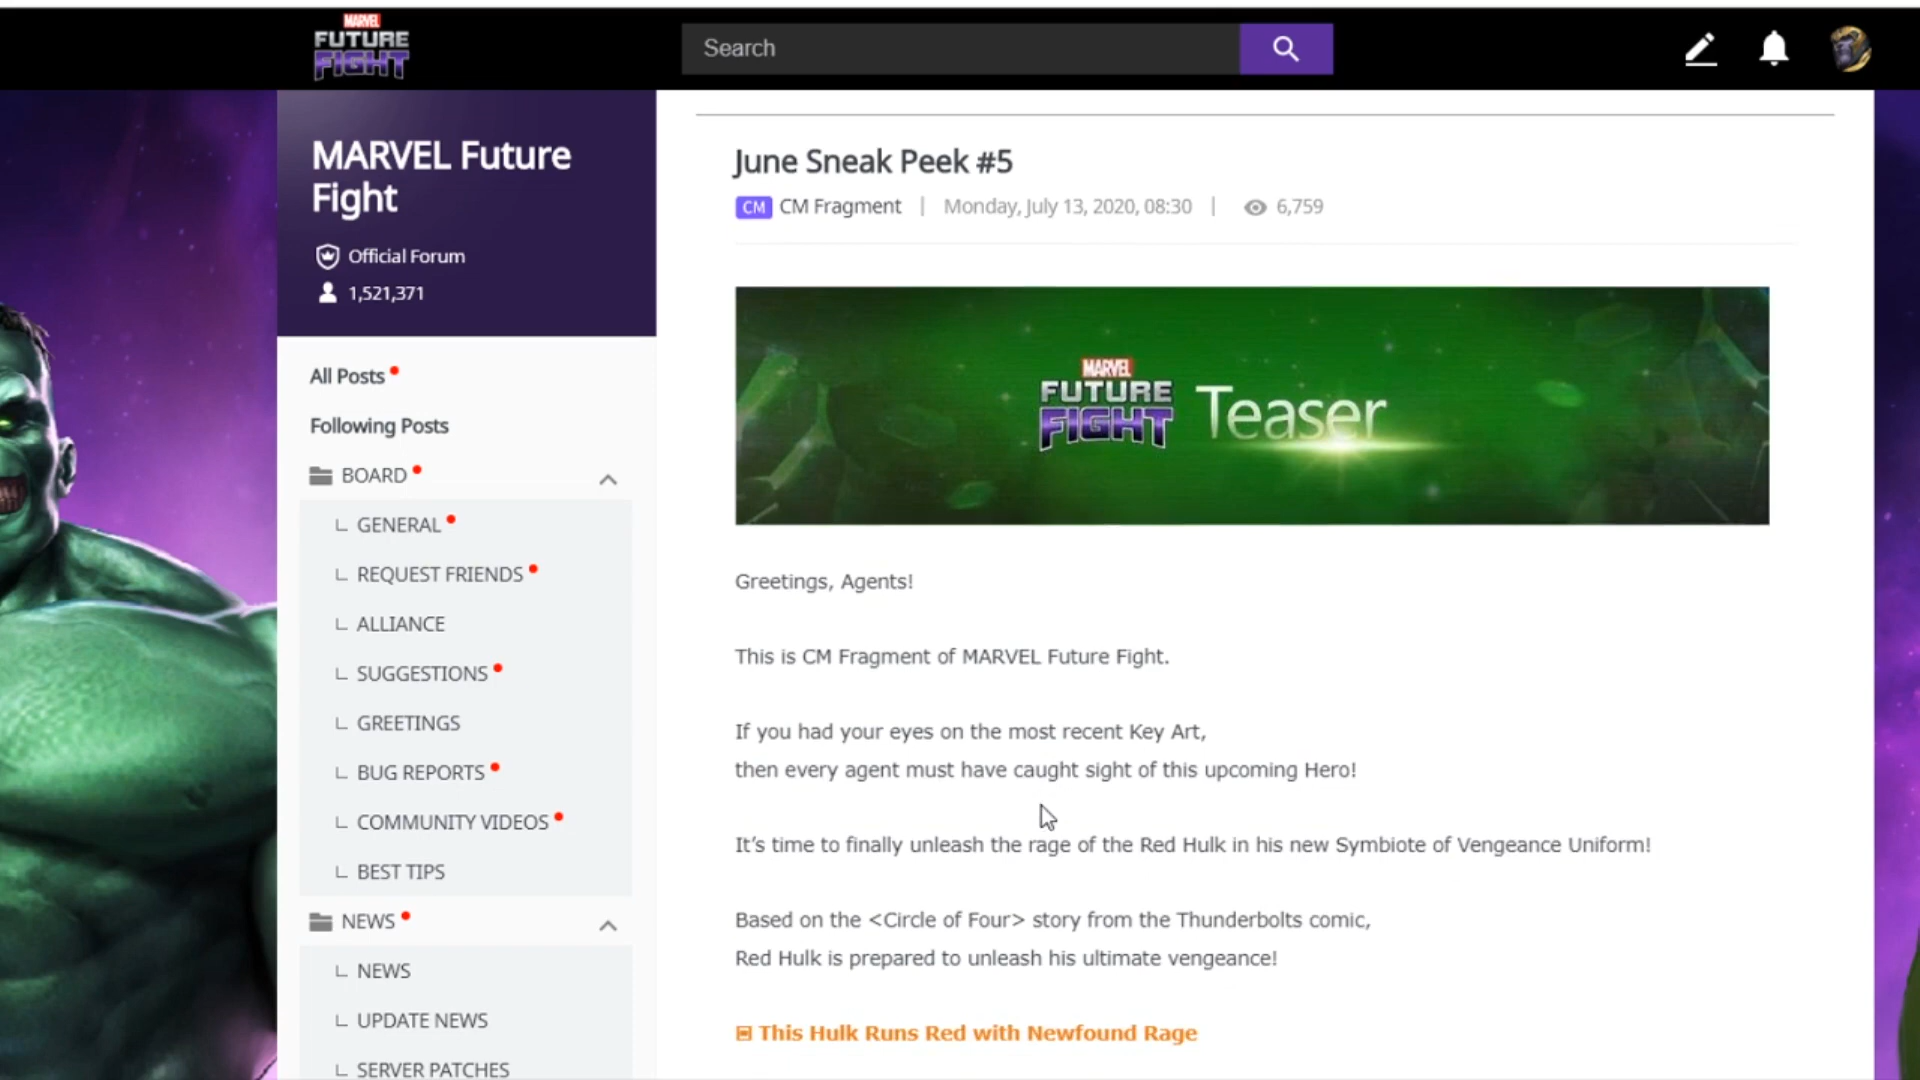 MARVEL
FUTURE
FIGHT
Search
MARVEL Future
Fight
Official Forum
1,521,371
All Posts
Following Posts
BOARD
GENERAL
REQUEST FRIENDS
ALLIANCE
SUGGESTIONS
GREETINGS
BUG REPORTS
COMMUNITY VIDEOS
BEST TIPS
NEWS
NEWS
UPDATE NEWS
SERVER PATCHES
June Sneak Peek #5
CM CM Fragment | Monday, July 13, 2020, 08:30 | 6,759
MARVEL
FUTURE
FIGHT
Teaser
Greetings, Agents!
This is CM Fragment of MARVEL Future Fight.
If you had your eyes on the most recent Key Art,
then every agent must have caught sight of this upcoming Hero!
It's time to finally unleash the rage of the Red Hulk in his new Symbiote of Vengeance Uniform!
Based on the <Circle of Four> story from the Thunderbolts comic,
Red Hulk is prepared to unleash his ultimate vengeance!
This Hulk Runs Red with Newfound Rage